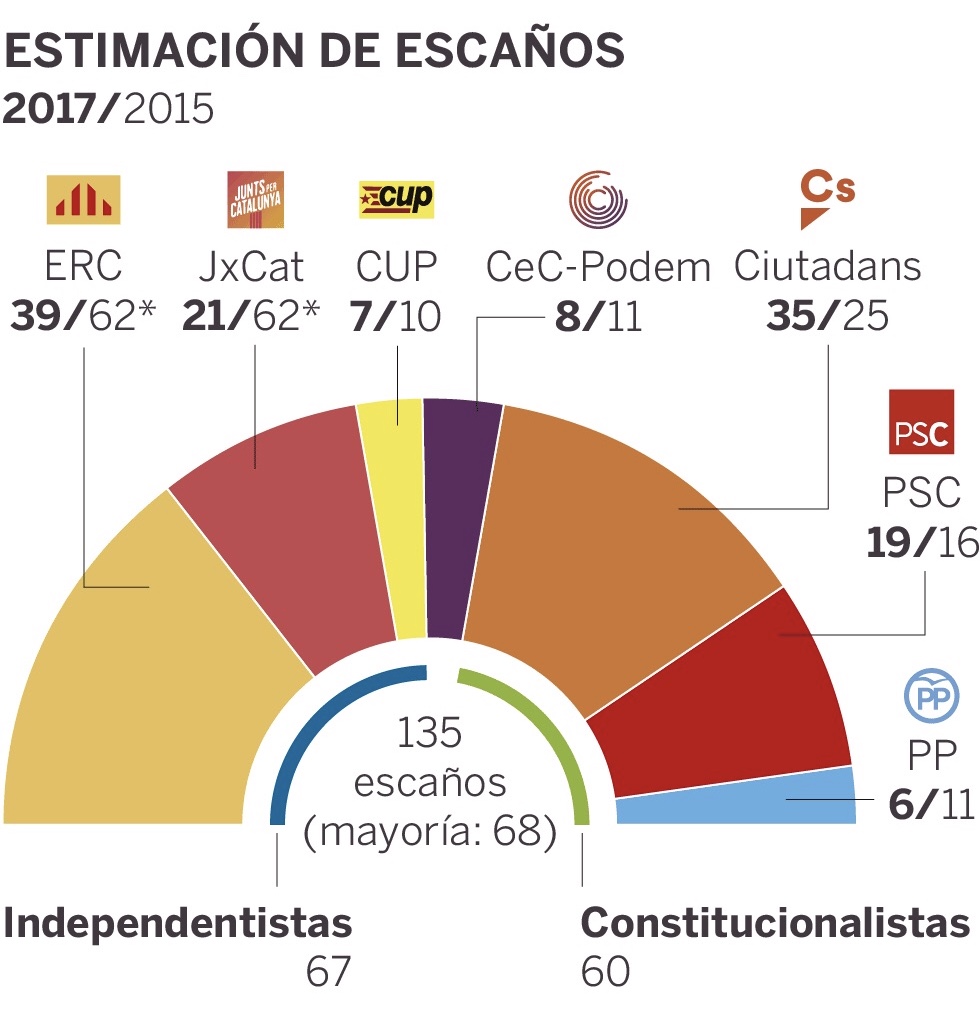 ESTIMACIÓN DE ESCAÑOS
2017/2015
JUNTS PER
CATALUNYA
cup
Cs
ERC
39/62*
JxCat
21/62*
CUP
7/10
CeC-Podem
8/11
Ciutadans
35/25
PSC
PSC
19/16
PP
PP
6/11
135
escaños
(mayoría: 68)
Independentistas
67
Constitucionalistas
60